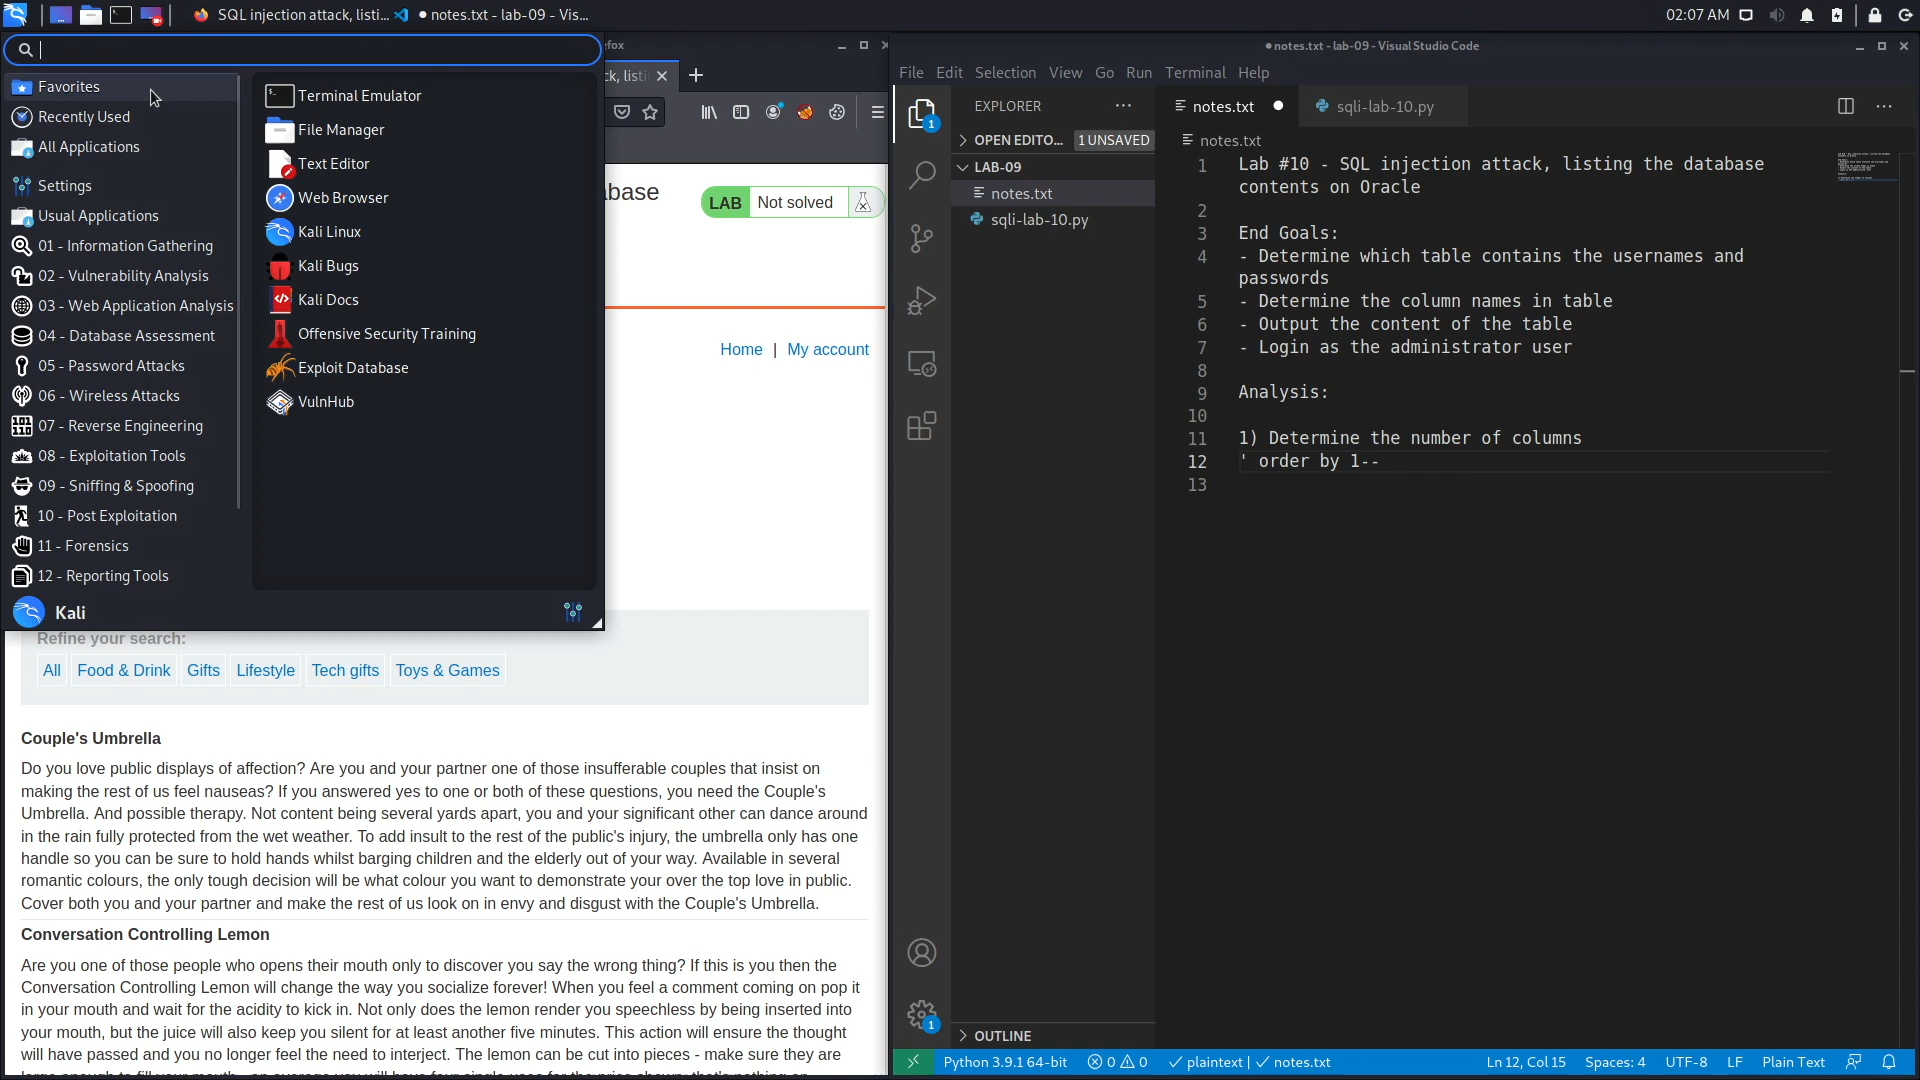 SQL injection attack, listi...
● notes.txt - lab-09 - Vis...
02:07 AM
Favorites
Recently Used
All Applications
Settings
Usual Applications
01 - Information Gathering
02 - Vulnerability Analysis
03 - Web Application Analysis
04 - Database Assessment
05 - Password Attacks
06 - Wireless Attacks
07 - Reverse Engineering
08 - Exploitation Tools
09 - Sniffing & Spoofing
10 - Post Exploitation
11 - Forensics
12 - Reporting Tools
Kali
Terminal Emulator
File Manager
Text Editor
Web Browser
Kali Linux
Kali Bugs
Kali Docs
Offensive Security Training
Exploit Database
VulnHub
LAB
Not solved
Home | My account
Refine your search:
All
Food & Drink
Gifts
Lifestyle
Tech gifts
Toys & Games
Couple's Umbrella
Do you love public displays of affection? Are you and your partner one of those insufferable couples that insist on
making the rest of us feel nauseas? If you answered yes to one or both of these questions, you need the Couple's
Umbrella. And possible therapy. Not content being several yards apart, you and your significant other can dance around
in the rain fully protected from the wet weather. To add insult to the rest of the public's injury, the umbrella only has one
handle so you can be sure to hold hands whilst barging children and the elderly out of your way. Available in several
romantic colours, the only tough decision will be what colour you want to demonstrate your over the top love in public.
Cover both you and your partner and make the rest of us look on in envy and disgust with the Couple's Umbrella.
Conversation Controlling Lemon
Are you one of those people who opens their mouth only to discover you say the wrong thing? If this is you then the
Conversation Controlling Lemon will change the way you socialize forever! When you feel a comment coming on pop it
in your mouth and wait for the acidity to kick in. Not only does the lemon render you speechless by being inserted into
your mouth, but the juice will also keep you silent for at least another five minutes. This action will ensure the thought
will have passed and you no longer feel the need to interject. The lemon can be cut into pieces - make sure they are
● notes.txt - lab-09 - Visual Studio Code
File Edit Selection View Go Run Terminal Help
EXPLORER
OPEN EDITO... 1 UNSAVED
LAB-09
notes.txt
sqli-lab-10.py
OUTLINE
notes.txt ●
sqli-lab-10.py
notes.txt
1 Lab #10 - SQL injection attack, listing the database
contents on Oracle
2
3 End Goals:
4 - Determine which table contains the usernames and
passwords
5 - Determine the column names in table
6 - Output the content of the table
7 - Login as the administrator user
8
9 Analysis:
10
11 1) Determine the number of columns
12 ' order by 1--
13
Python 3.9.1 64-bit
0
0
plaintext | ✓ notes.txt
Ln 12, Col 15
Spaces: 4
UTF-8
LF
Plain Text